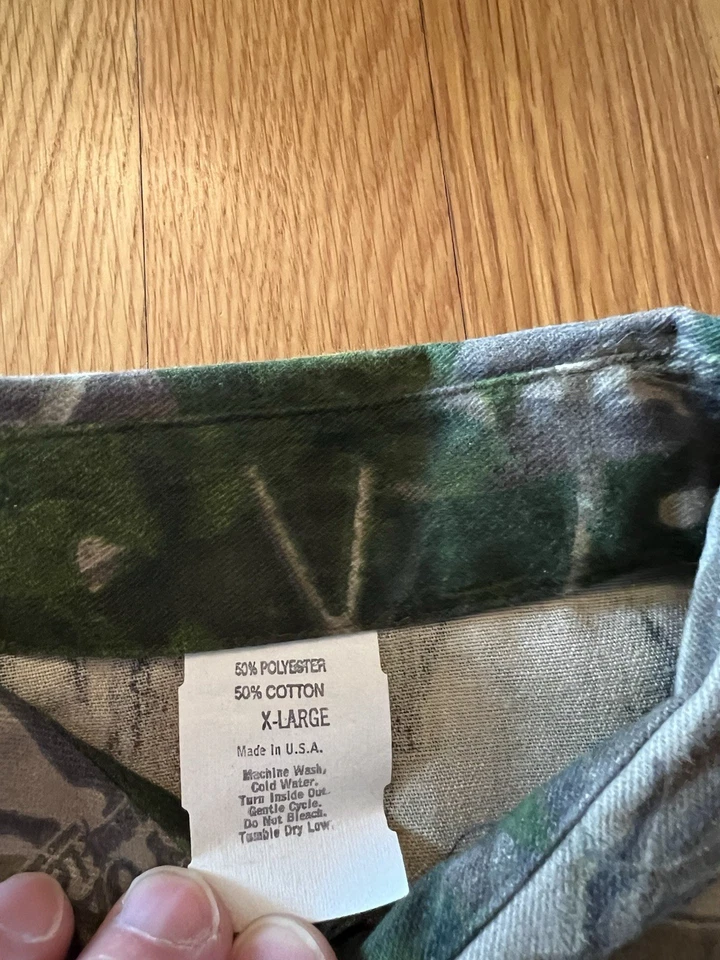 50% POLYESTER
50% COTTON
X-LARGE
Made in U.S.A.
Machine Wash,
Cold Water.
Turn Inside Out.
Gentle Cycle.
Do Not Bleach.
Tumble Dry Low.